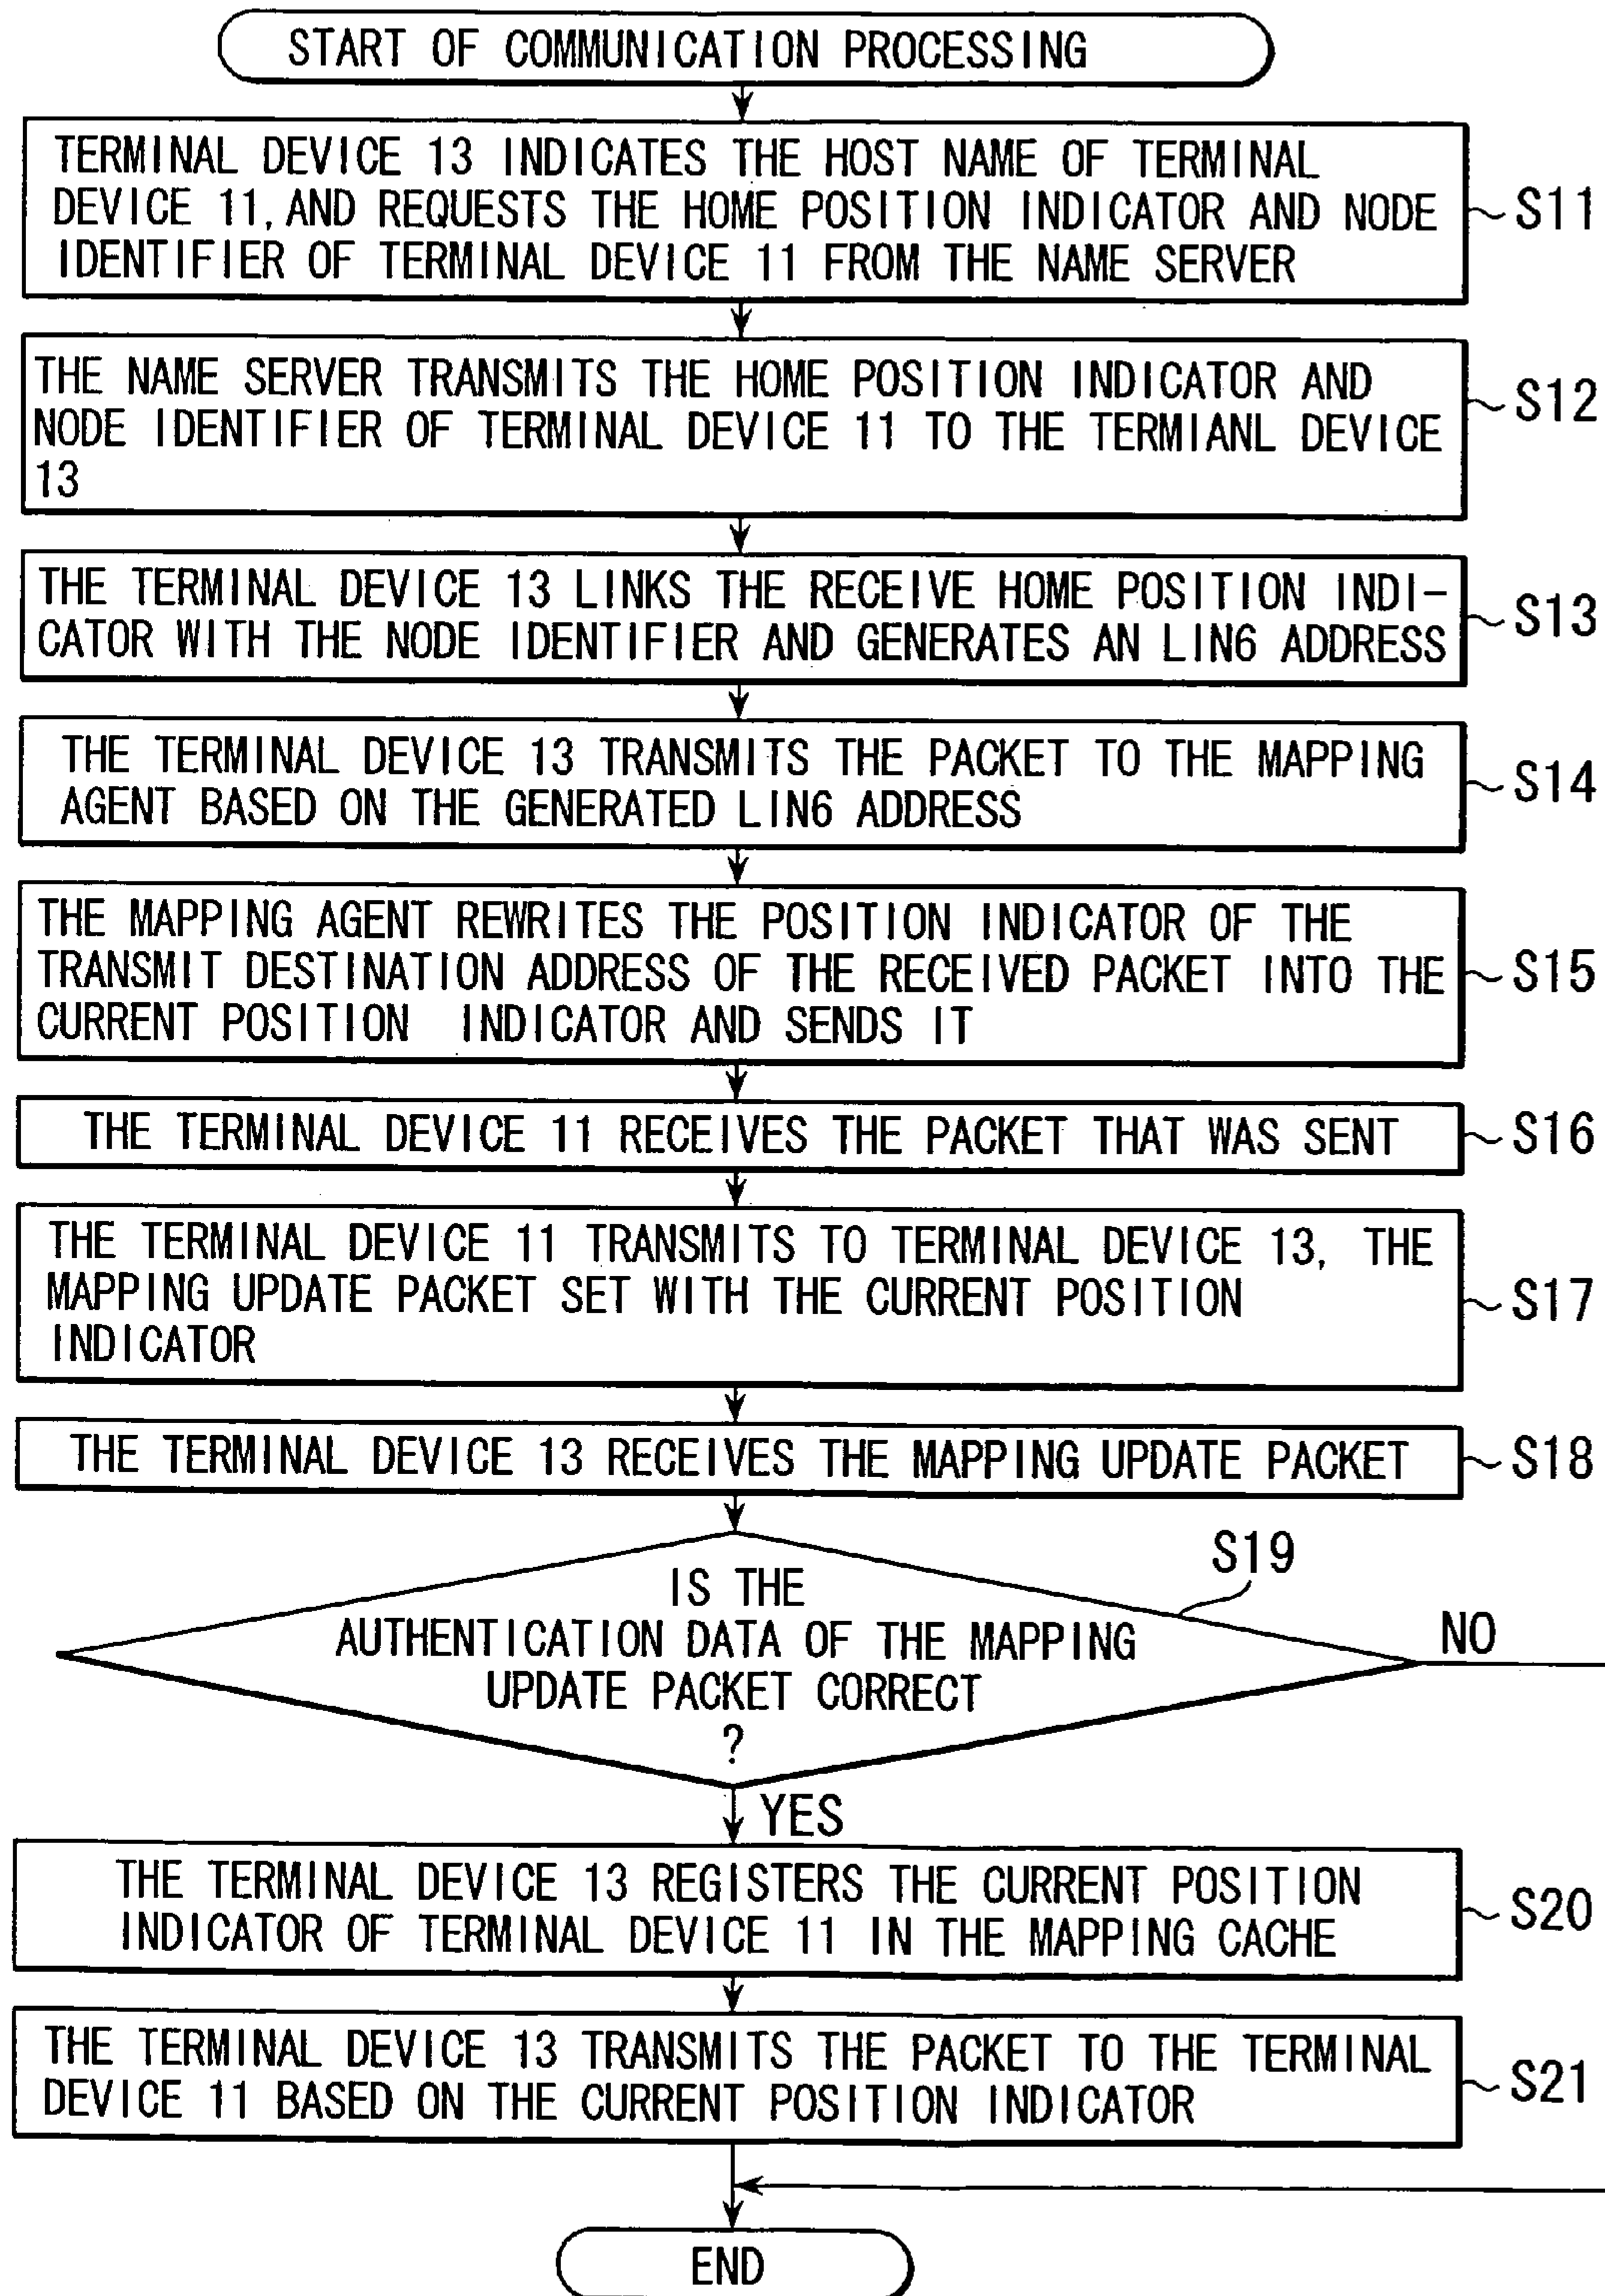 START OF COMMUNICATION PROCESSING
TERMINAL DEVICE 13 INDICATES THE HOST NAME OF TERMINAL
DEVICE 11, AND REQUESTS THE HOME POSITION INDICATOR AND NODE
IDENTIFIER OF TERMINAL DEVICE 11 FROM THE NAME SERVER
S11
THE NAME SERVER TRANSMITS THE HOME POSITION INDICATOR AND
NODE IDENTIFIER OF TERMINAL DEVICE 11 TO THE TERMIANL DEVICE
13
S12
THE TERMINAL DEVICE 13 LINKS THE RECEIVE HOME POSITION INDI-
CATOR WITH THE NODE IDENTIFIER AND GENERATES AN LIN6 ADDRESS
S13
THE TERMINAL DEVICE 13 TRANSMITS THE PACKET TO THE MAPPING
AGENT BASED ON THE GENERATED LIN6 ADDRESS
S14
THE MAPPING AGENT REWRITES THE POSITION INDICATOR OF THE
TRANSMIT DESTINATION ADDRESS OF THE RECEIVED PACKET INTO THE
CURRENT POSITION INDICATOR AND SENDS IT
S15
THE TERMINAL DEVICE 11 RECEIVES THE PACKET THAT WAS SENT
S16
THE TERMINAL DEVICE 11 TRANSMITS TO TERMINAL DEVICE 13, THE
MAPPING UPDATE PACKET SET WITH THE CURRENT POSITION
INDICATOR
S17
THE TERMINAL DEVICE 13 RECEIVES THE MAPPING UPDATE PACKET
S18
S19
IS THE
AUTHENTICATION DATA OF THE MAPPING
UPDATE PACKET CORRECT
?
NO
YES
THE TERMINAL DEVICE 13 REGISTERS THE CURRENT POSITION
INDICATOR OF TERMINAL DEVICE 11 IN THE MAPPING CACHE
S20
THE TERMINAL DEVICE 13 TRANSMITS THE PACKET TO THE TERMINAL
DEVICE 11 BASED ON THE CURRENT POSITION INDICATOR
S21
END